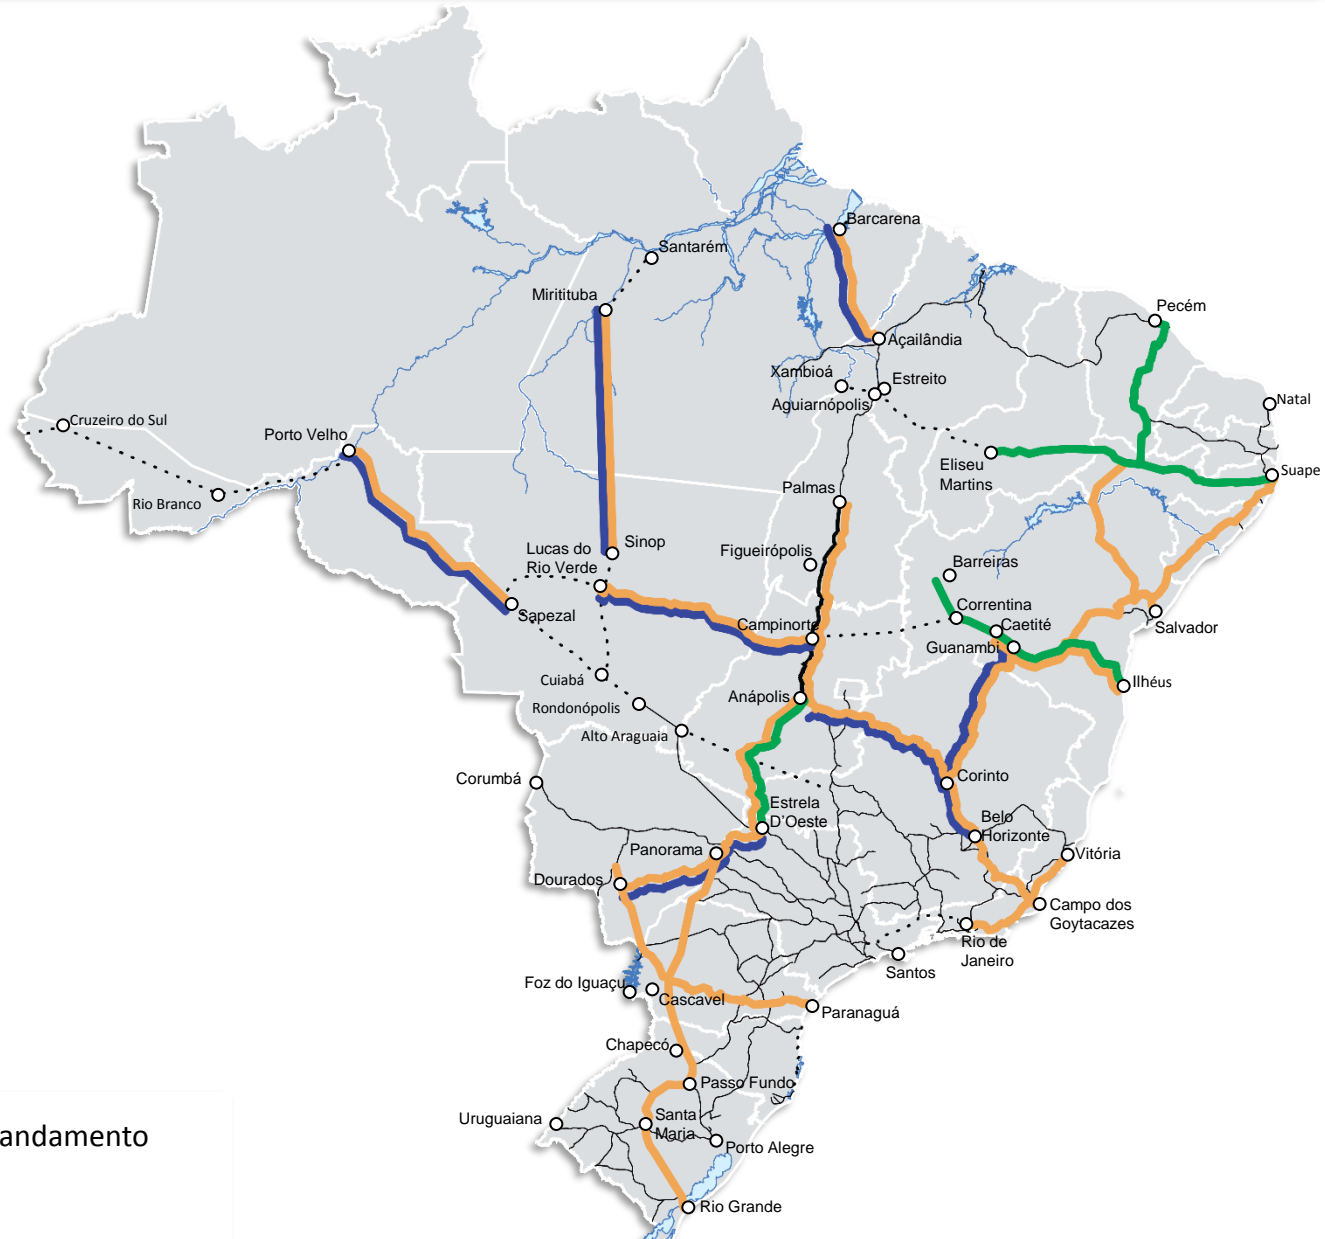 Barcarena
Santarém
Miritituba
Pecém
Açailândia
Xambioá
Estreito
Aguiarnópolis
Natal
Cruzeiro do Sul
Porto Velho
Eliseu
Martins
Suape
Palmas
Rio Branco
Sinop
Figueirópolis
Lucas do
Rio Verde
Barreiras
Sapezal
Correntina
Caetité
Campinorte
Salvador
Guanambi
Cuiabá
Ilhéus
Anápolis
Rondonópolis
Alto Araguaia
Corumbá
Corinto
Estrela
D'Oeste
Belo
Horizonte
Panorama
Vitória
Dourados
Campo dos
Goytacazes
Rio de
Janeiro
Santos
Foz do Iguaçu
Cascavel
Paranaguá
Chapecó
Passo Fundo
Uruguaiana
Santa
Maria
andamento
Porto Alegre
Rio Grande